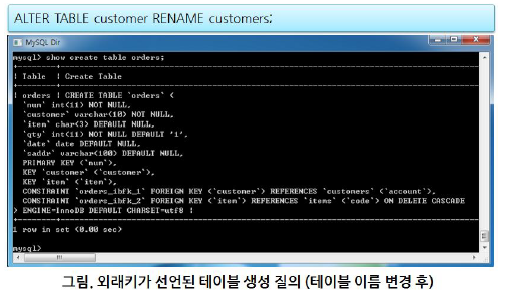 ALTER TABLE customer RENAME customers;
MySQL Dir
mysql> show create table orders;
| Table | Create Table
| orders | CREATE TABLE `orders` (
`num` int(11) NOT NULL,
`customer` varchar(10) NOT NULL,
`item` char(3) DEFAULT NULL,
`qty` int(11) NOT NULL DEFAULT '1',
`date` date DEFAULT NULL,
`saddr` varchar(100) DEFAULT NULL,
PRIMARY KEY (`num`),
KEY `customer` (`customer`),
KEY `item` (`item`),
CONSTRAINT `orders_ibfk_1` FOREIGN KEY (`customer`) REFERENCES `customers` (`account`),
CONSTRAINT `orders_ibfk_2` FOREIGN KEY (`item`) REFERENCES `items` (`code`) ON DELETE CASCADE
) ENGINE=InnoDB DEFAULT CHARSET=utf8 |
1 row in set (0.00 sec)
mysql>
그림. 외래키가 선언된 테이블 생성 질의 (테이블 이름 변경 후)